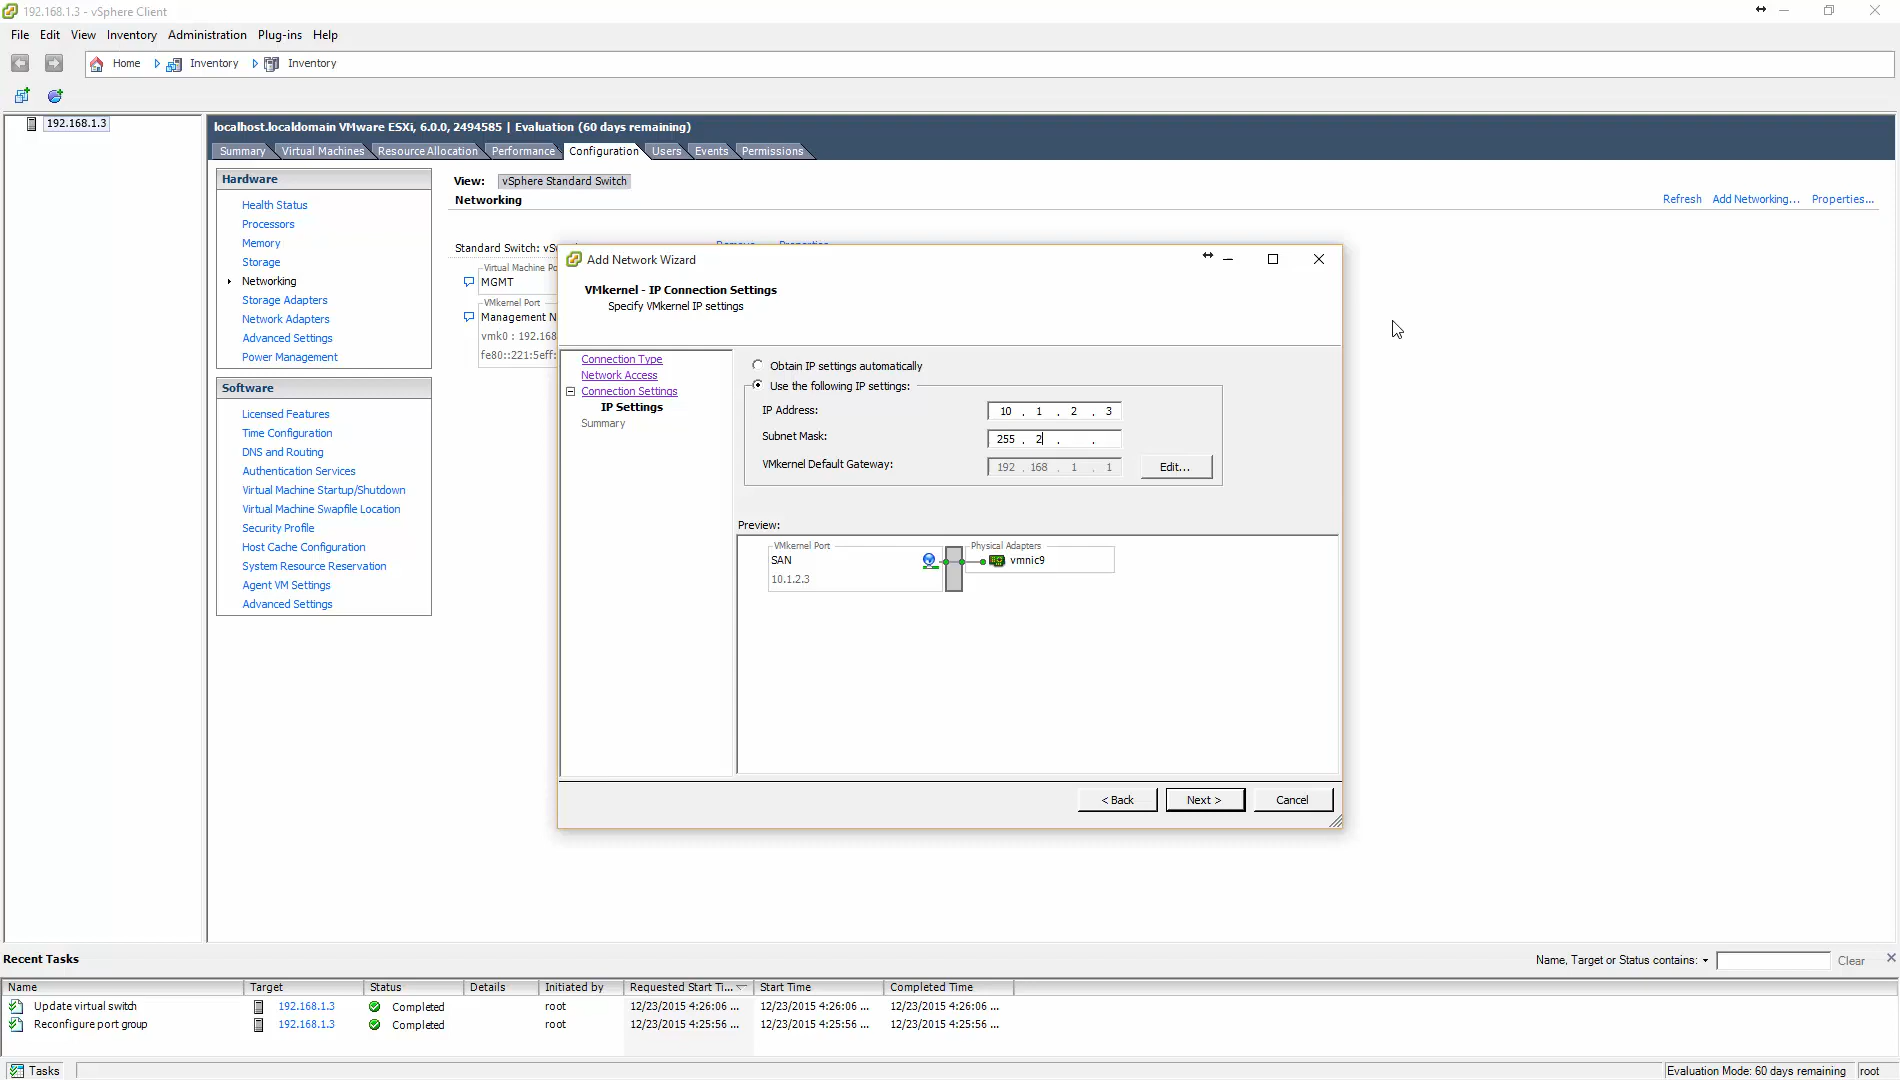 192.168.1.3 - vSphere Client
File Edit View Inventory Administration Plug-ins Help
Home Inventory Inventory
192.168.1.3
localhost.localdomain VMware ESXi, 6.0.0, 2494585 | Evaluation (60 days remaining)
Summary Virtual Machines Resource Allocation Performance Configuration Users Events Permissions
Hardware
Health Status
Processors
Memory
Storage
Networking
Storage Adapters
Network Adapters
Advanced Settings
Power Management
Software
Licensed Features
Time Configuration
DNS and Routing
Authentication Services
Virtual Machine Startup/Shutdown
Virtual Machine Swapfile Location
Security Profile
Host Cache Configuration
System Resource Reservation
Agent VM Settings
Advanced Settings
View: vSphere Standard Switch
Networking
Refresh Add Networking... Properties...
Standard Switch: Remove... Properties...
Virtual Machine Po
MGMT
VMkernel Port
Management N
vmk0 : 192.168
fe80::221:5eff:
Add Network Wizard
VMkernel - IP Connection Settings
Specify VMkernel IP settings
Connection Type
Network Access
Connection Settings
IP Settings
Summary
Obtain IP settings automatically
Use the following IP settings:
IP Address: 10 . 1 . 2 . 3
Subnet Mask: 255 . 2 . .
VMkernel Default Gateway: 192 . 168 . 1 . 1 Edit...
Preview:
VMkernel Port
SAN
10.1.2.3
Physical Adapters
vmnic9
< Back Next > Cancel
Recent Tasks
Name, Target or Status contains: Clear
Name Target Status Details Initiated by Requested Start Ti... Start Time Completed Time
Update virtual switch 192.168.1.3 Completed root 12/23/2015 4:26:06 ... 12/23/2015 4:26:06 ... 12/23/2015 4:26:06 ...
Reconfigure port group 192.168.1.3 Completed root 12/23/2015 4:25:56 ... 12/23/2015 4:25:56 ... 12/23/2015 4:25:56 ...
Tasks
Evaluation Mode: 60 days remaining root